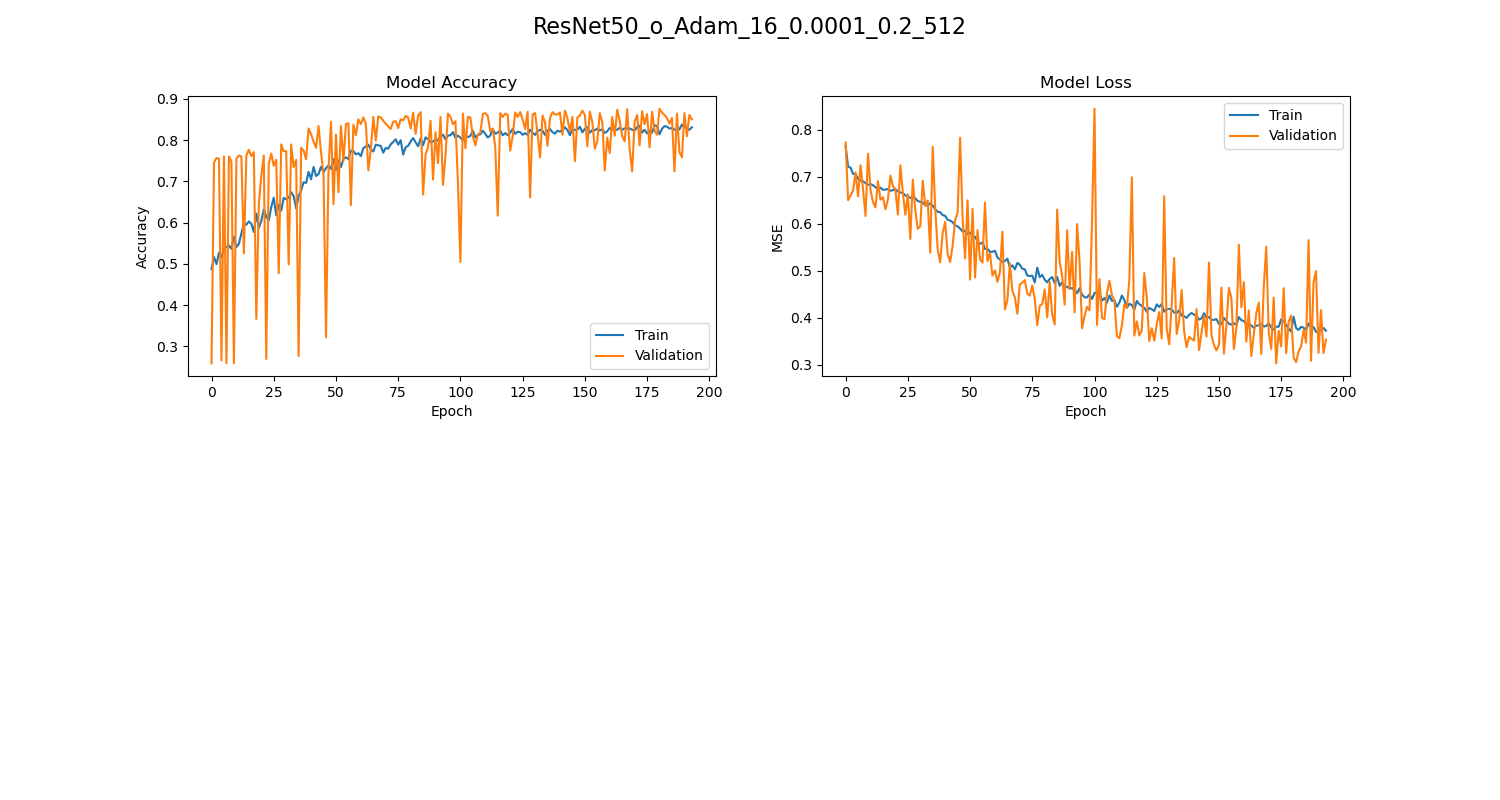 ResNet50_o_Adam_16_0.0001_0.2_512
Model Accuracy
0.9
0.8
0.7
0.6
0.5
0.4
0.3
Accuracy
Train
Validation
0 25 50 75 100 125 150 175 200
Epoch
Model Loss
0.8
0.7
0.6
0.5
0.4
0.3
MSE
Train
Validation
0 25 50 75 100 125 150 175 200
Epoch